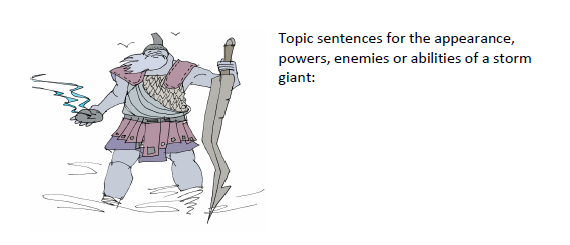 Topic sentences for the appearance,
powers, enemies or abilities of a storm
giant: